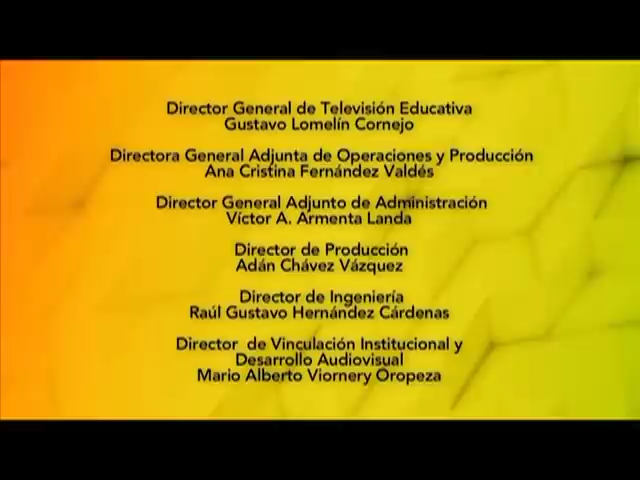 Director General de Televisión Educativa
Gustavo Lomelín Cornejo
Directora General Adjunta de Operaciones y Producción
Ana Cristina Fernández Valdés
Director General Adjunto de Administración
Víctor A. Armenta Landa
Director de Producción
Adán Chávez Vázquez
Director de Ingeniería
Raúl Gustavo Hernández Cárdenas
Director de Vinculación Institucional y
Desarrollo Audiovisual
Mario Alberto Viornery Oropeza